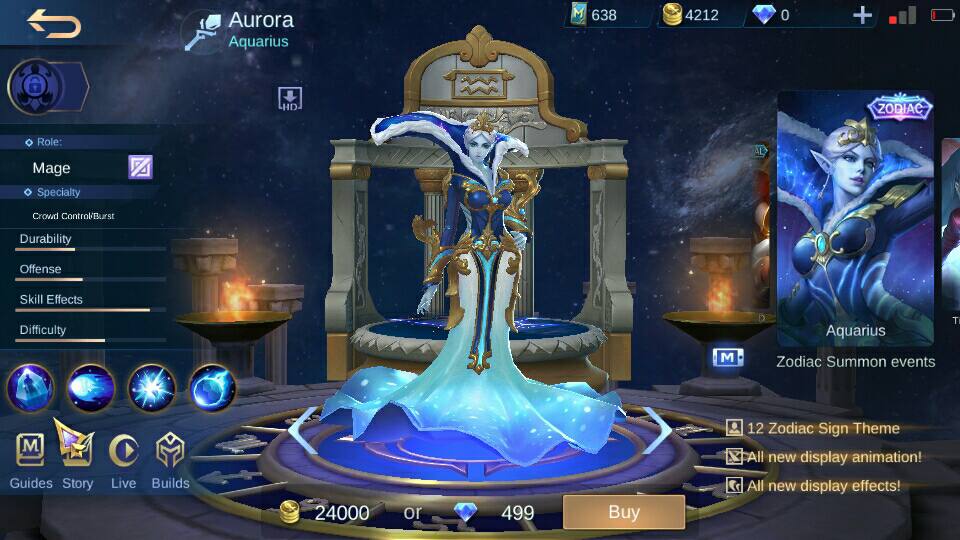 Aurora
Aquarius
638
4212
0
HD
Role:
Mage
Specialty
Crowd Control/Burst
Durability
Offense
Skill Effects
Difficulty
Guides
Story
Live
Builds
ZODIAC
Aquarius
M
Zodiac Summon events
12 Zodiac Sign Theme
All new display animation!
All new display effects!
24000
or
499
Buy